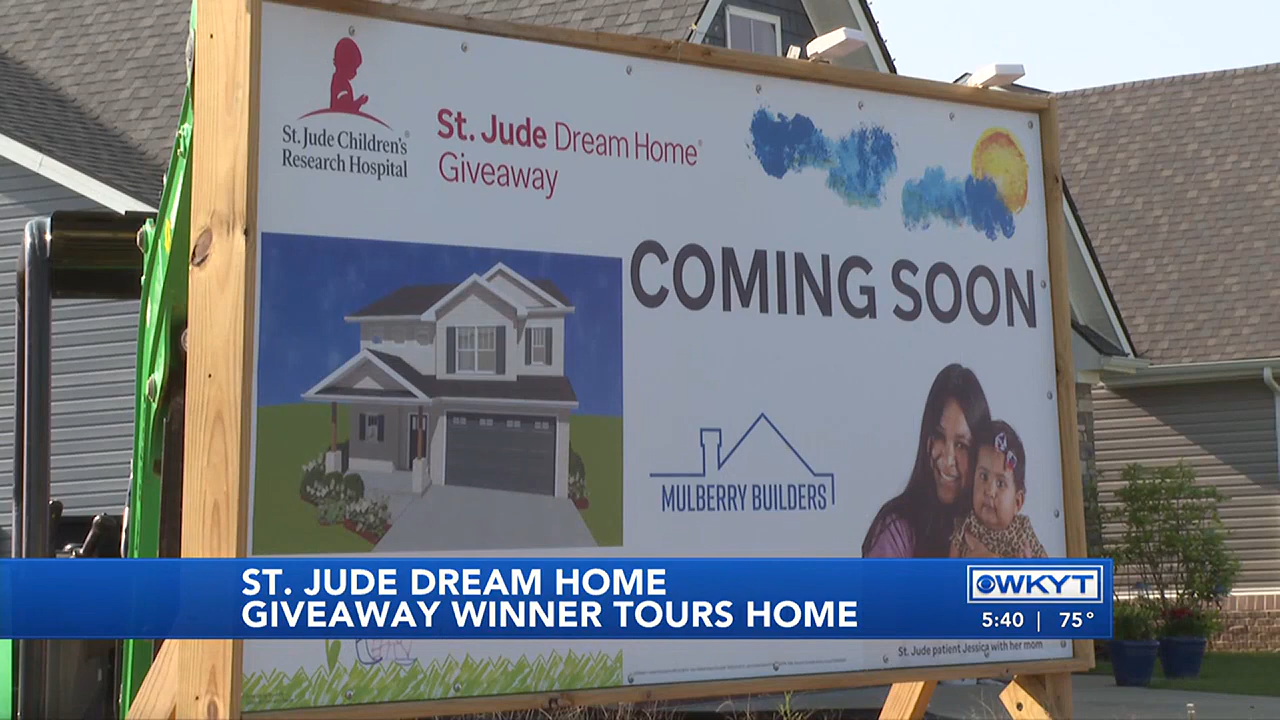 St. Jude Children's®
Research Hospital
St. Jude Dream Home®
Giveaway
COMING SOON
MULBERRY BUILDERS
ST. JUDE DREAM HOME
GIVEAWAY WINNER TOURS HOME
WKYT
5:40 | 75°
St. Jude patient Jessica with her mom